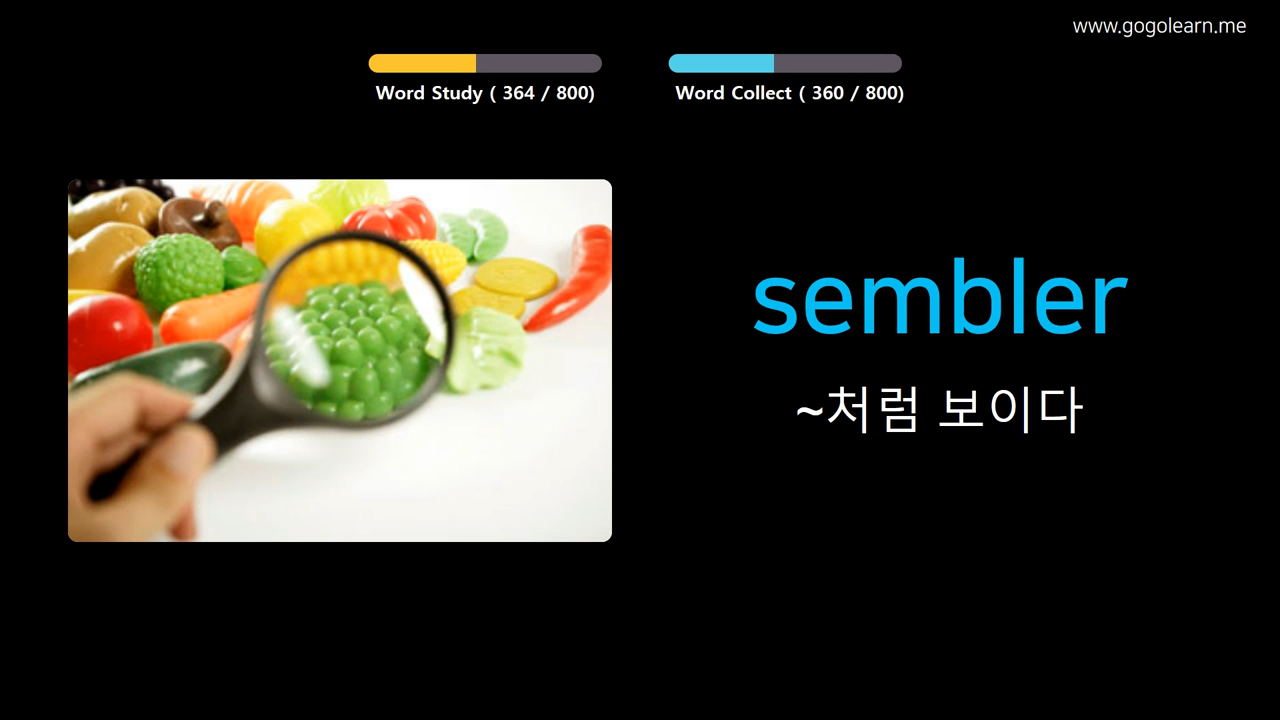 www.gogolearn.me
Word Study ( 364 / 800)
Word Collect ( 360 / 800)
sembler
~처럼 보이다